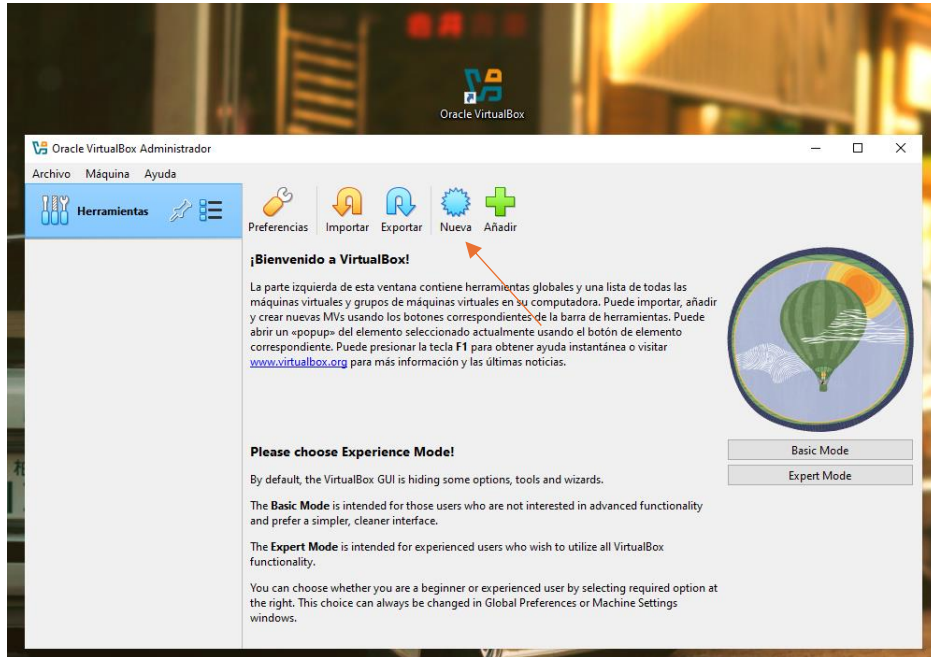 Oracle VirtualBox
Oracle VirtualBox Administrador
Archivo Máquina Ayuda
Herramientas
Preferencias Importar Exportar Nueva Añadir
¡Bienvenido a VirtualBox!
La parte izquierda de esta ventana contiene herramientas globales y una lista de todas las
máquinas virtuales y grupos de máquinas virtuales en su computadora. Puede importar, añadir
y crear nuevas MVs usando los botones correspondientes de la barra de herramientas. Puede
abrir un «popup» del elemento seleccionado actualmente usando el botón de elemento
correspondiente. Puede presionar la tecla F1 para obtener ayuda instantánea o visitar
www.virtualbox.org para más información y las últimas noticias.
Please choose Experience Mode!
By default, the VirtualBox GUI is hiding some options, tools and wizards.
The Basic Mode is intended for those users who are not interested in advanced functionality
and prefer a simpler, cleaner interface.
The Expert Mode is intended for experienced users who wish to utilize all VirtualBox
functionality.
You can choose whether you are a beginner or experienced user by selecting required option at
the right. This choice can always be changed in Global Preferences or Machine Settings
windows.
Basic Mode
Expert Mode